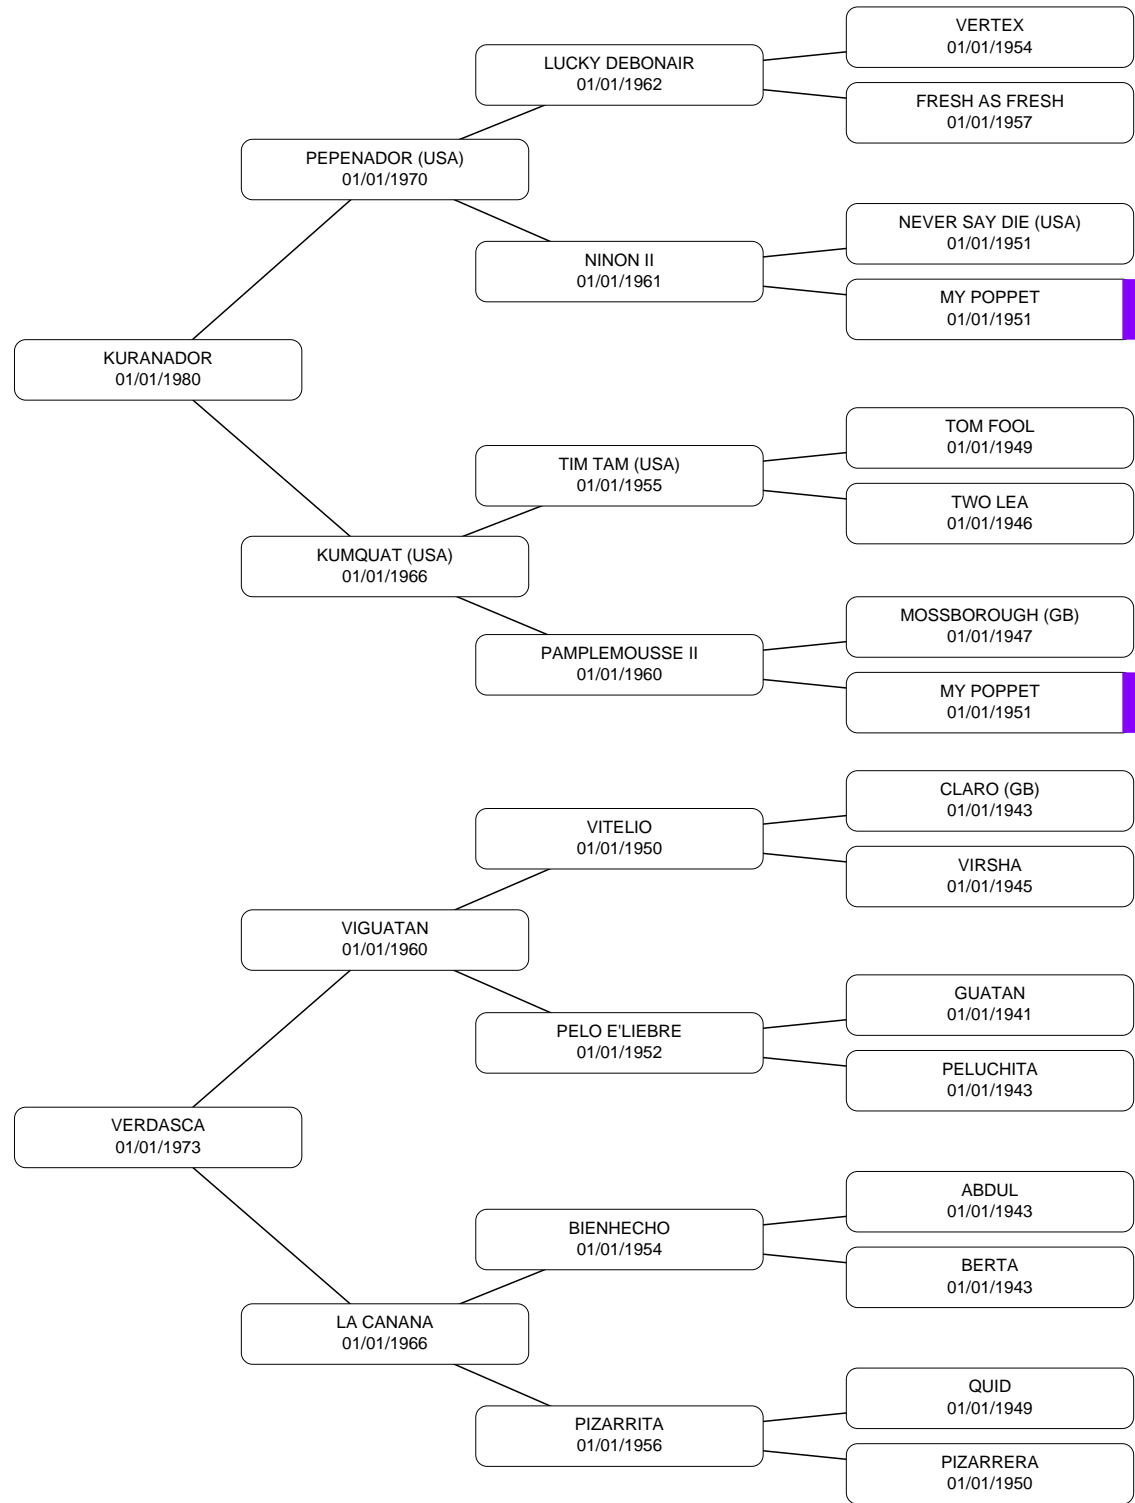 VERTEX
01/01/1954
LUCKY DEBONAIR
01/01/1962
FRESH AS FRESH
01/01/1957
PEPENADOR (USA)
01/01/1970
NEVER SAY DIE (USA)
01/01/1951
NINON II
01/01/1961
MY POPPET
01/01/1951
KURANADOR
01/01/1980
TOM FOOL
01/01/1949
TIM TAM (USA)
01/01/1955
TWO LEA
01/01/1946
KUMQUAT (USA)
01/01/1966
MOSSBOROUGH (GB)
01/01/1947
PAMPLEMOUSSE II
01/01/1960
MY POPPET
01/01/1951
CLARO (GB)
01/01/1943
VITELIO
01/01/1950
VIRSHA
01/01/1945
VIGUATAN
01/01/1960
GUATAN
01/01/1941
PELO E'LIEBRE
01/01/1952
PELUCHITA
01/01/1943
VERDASCA
01/01/1973
ABDUL
01/01/1943
BIENHECHO
01/01/1954
BERTA
01/01/1943
LA CANANA
01/01/1966
QUID
01/01/1949
PIZARRITA
01/01/1956
PIZARRERA
01/01/1950